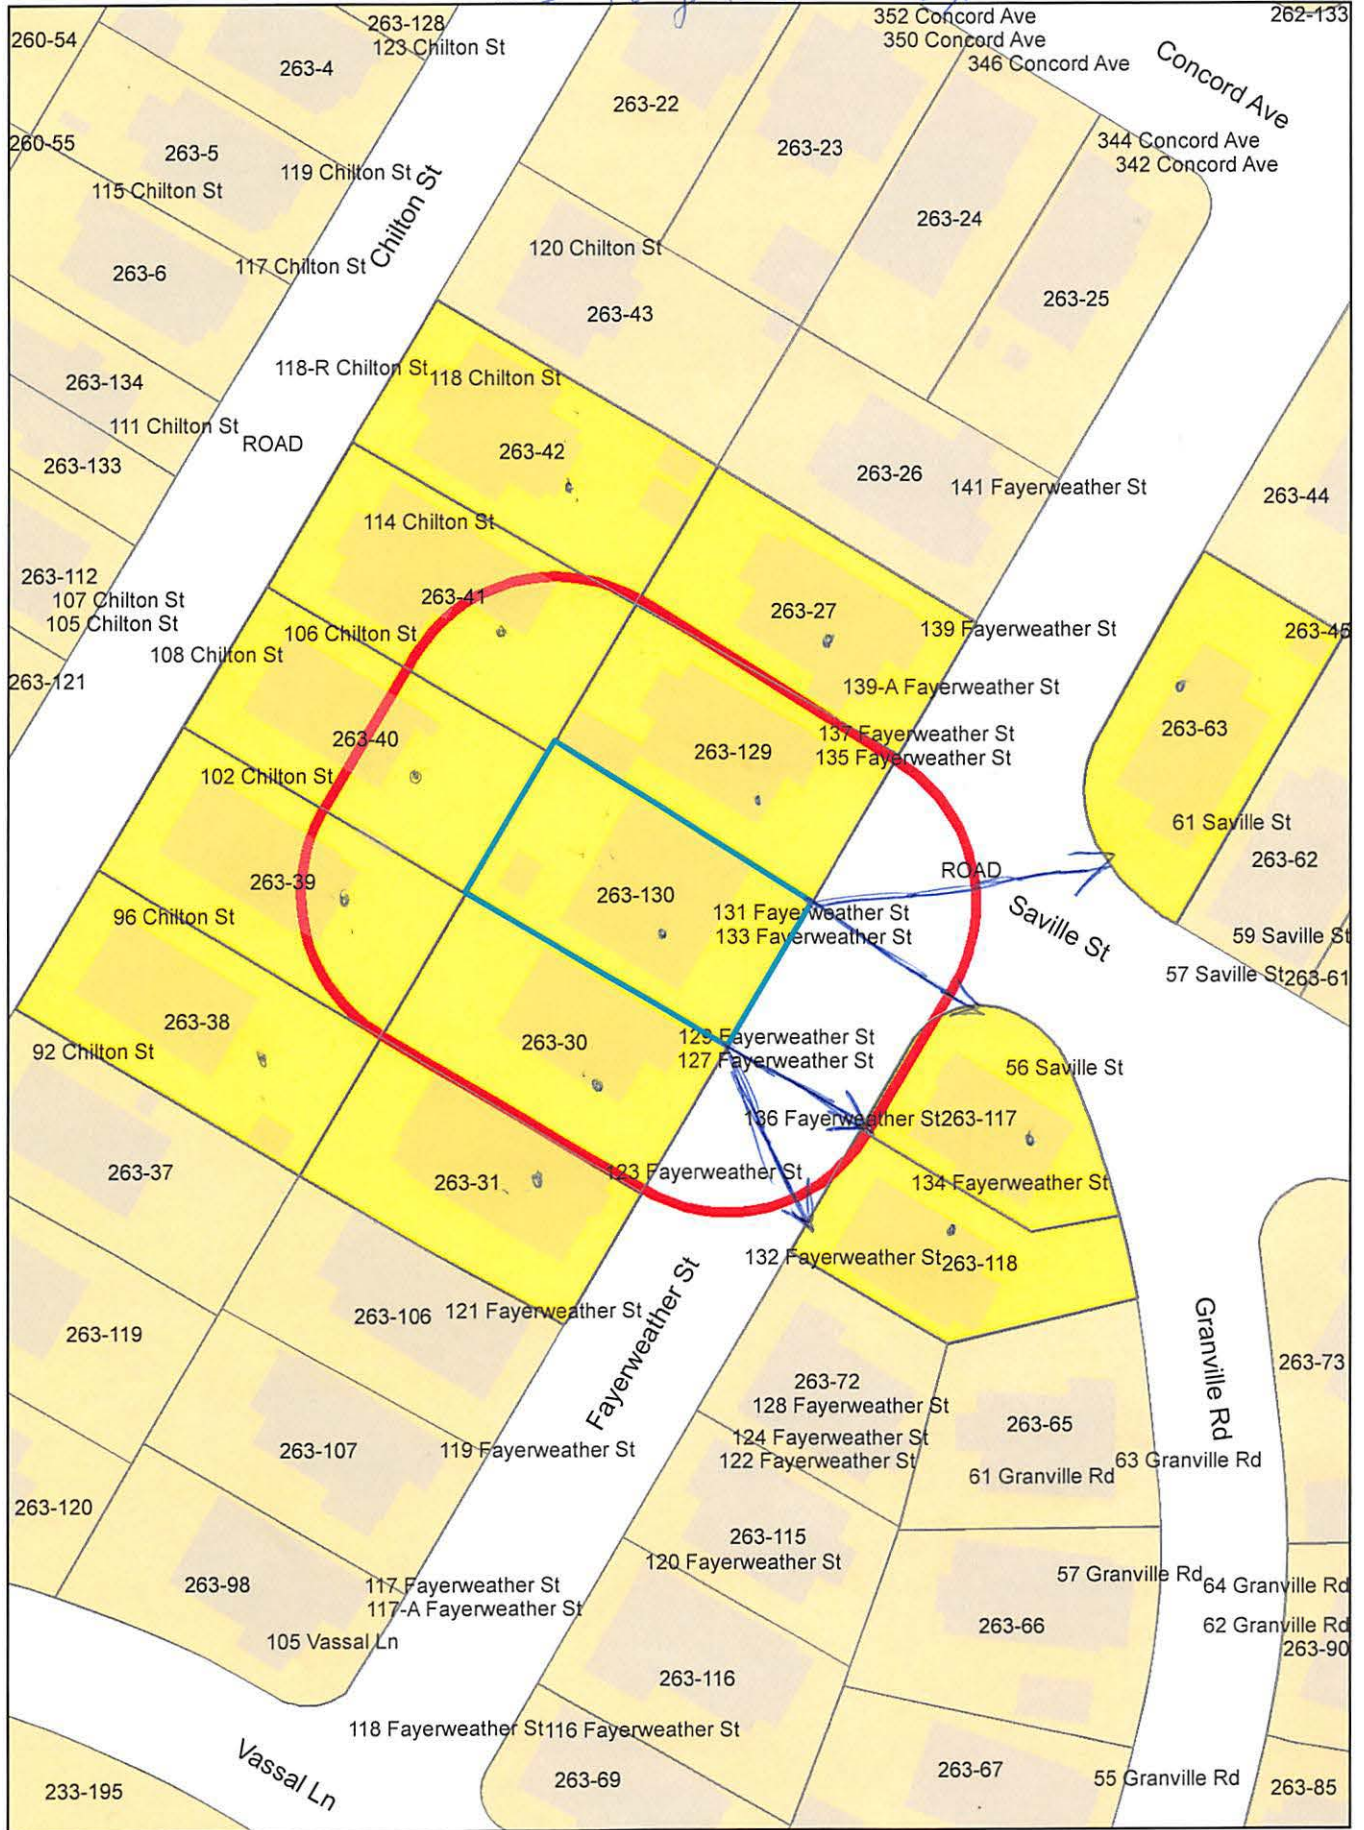 352 Concord Ave
262-133
260-54
263-128
350 Concord Ave
123 Chilton St
346 Concord Ave
Concord Ave
263-4
263-22
260-55
263-5
263-23
344 Concord Ave
342 Concord Ave
119 Chilton St
115 Chilton St
Chilton St
263-24
120 Chilton St
263-6
117 Chilton St
263-25
263-43
118-R Chilton St
118 Chilton St
263-134
111 Chilton St
ROAD
263-42
263-133
263-26
141 Fayerweather St
263-44
114 Chilton St
263-112
107 Chilton St
263-41
263-27
105 Chilton St
106 Chilton St
139 Fayerweather St
263-45
108 Chilton St
263-121
139-A Fayerweather St
263-40
137 Fayerweather St
263-63
263-129
135 Fayerweather St
102 Chilton St
61 Saville St
263-62
ROAD
263-39
263-130
131 Fayerweather St
Saville St
96 Chilton St
133 Fayerweather St
59 Saville St
57 Saville St
263-61
263-38
263-30
129 Fayerweather St
92 Chilton St
127 Fayerweather St
56 Saville St
136 Fayerweather St
263-117
263-37
263-31
123 Fayerweather St
134 Fayerweather St
132 Fayerweather St
263-118
263-106
121 Fayerweather St
263-119
Fayerweather St
Granville Rd
263-73
263-72
128 Fayerweather St
263-65
124 Fayerweather St
263-107
119 Fayerweather St
122 Fayerweather St
63 Granville Rd
61 Granville Rd
263-120
263-115
120 Fayerweather St
57 Granville Rd
64 Granville Rd
263-98
117 Fayerweather St
117-A Fayerweather St
263-66
62 Granville Rd
105 Vassal Ln
263-90
263-116
118 Fayerweather St
116 Fayerweather St
Vassal Ln
263-69
263-67
55 Granville Rd
263-85
233-195